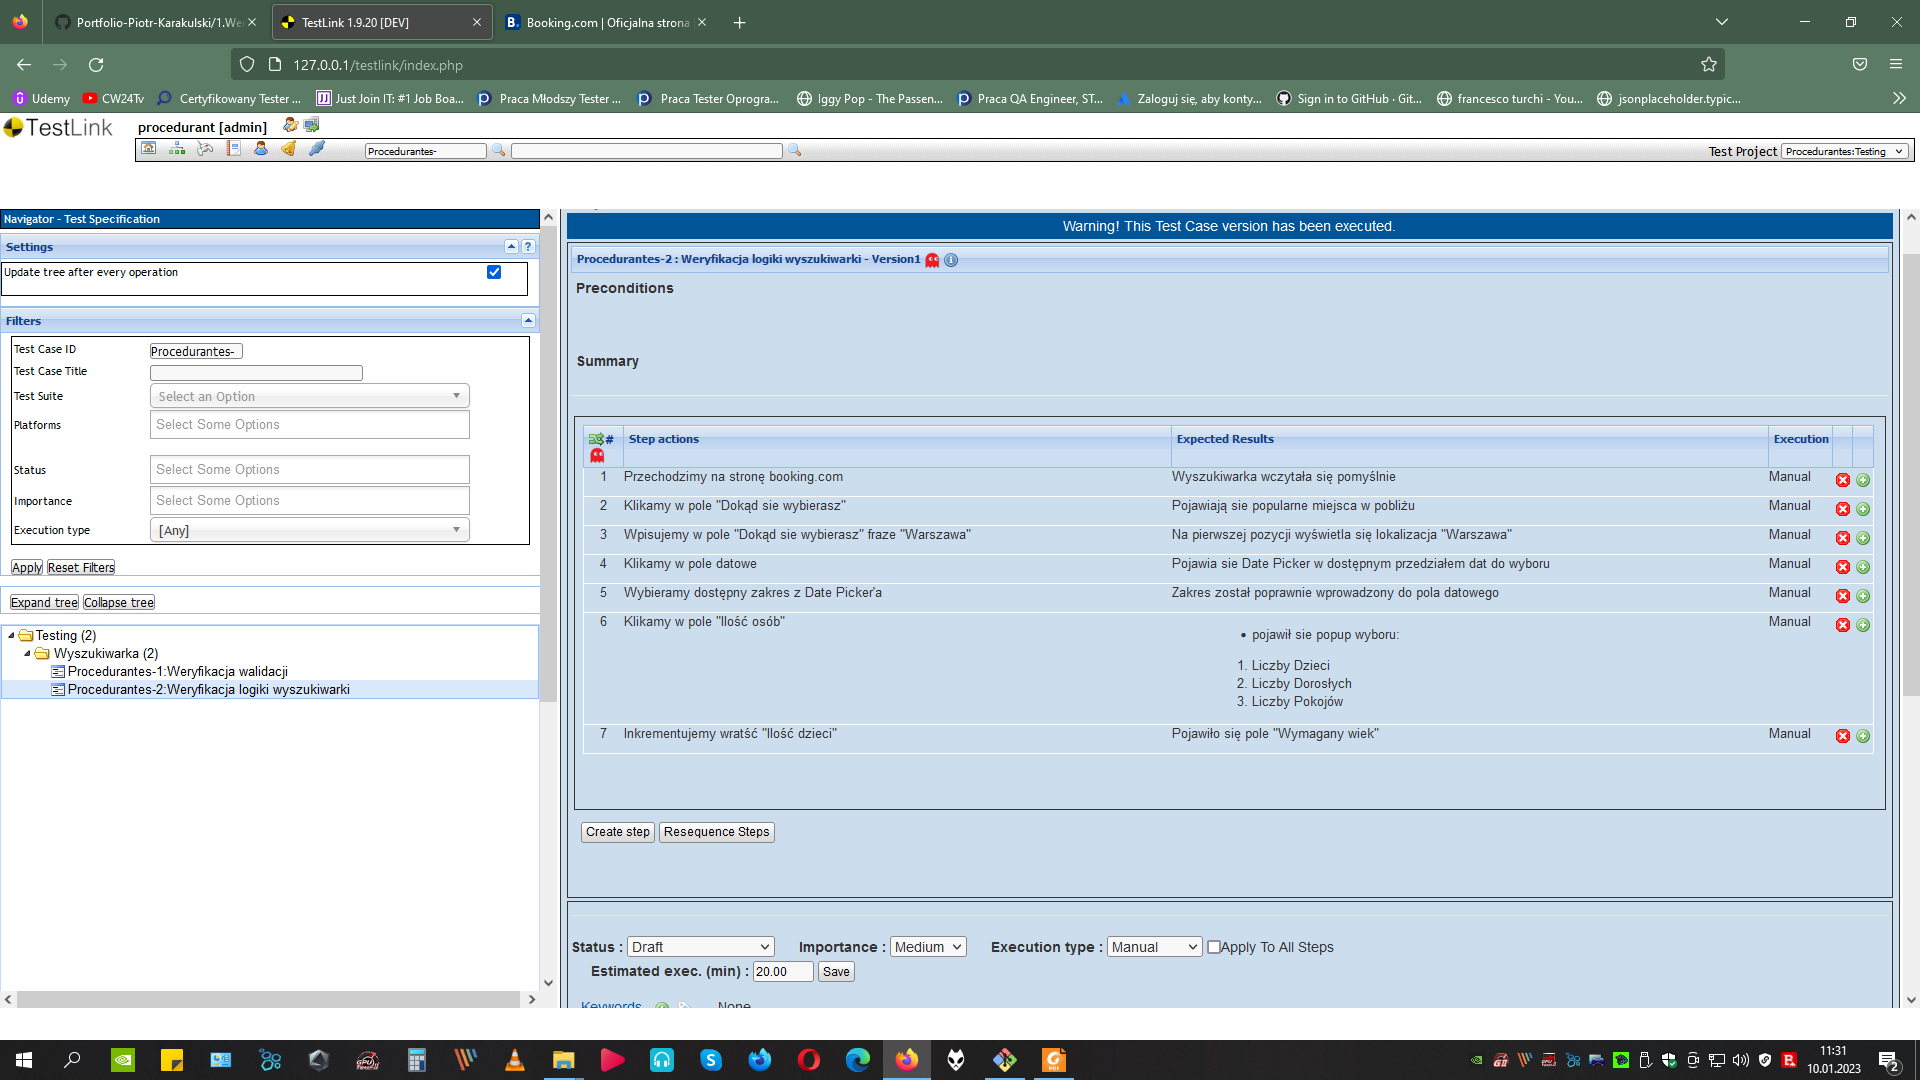 Portfolio-Piotr-Karakulski/1.We
TestLink 1.9.20 [DEV]
Booking.com | Oficjalna strona
127.0.0.1/testlink/index.php
Udemy
CW24Tv
Certyfikowany Tester ...
Just Join IT: #1 Job Boa...
Praca Młodszy Tester ...
Praca Tester Oprogra...
Iggy Pop - The Passen...
Praca QA Engineer, ST...
Zaloguj się, aby konty...
Sign in to GitHub · Git...
francesco turchi - You...
jsonplaceholder.typic...
TestLink
procedurant [admin]
Procedurantes-
Test Project
Procedurantes:Testing
Navigator - Test Specification
Settings
Update tree after every operation
Filters
Test Case ID
Procedurantes-
Test Case Title
Test Suite
Select an Option
Platforms
Select Some Options
Status
Select Some Options
Importance
Select Some Options
Execution type
[Any]
Apply
Reset Filters
Expand tree
Collapse tree
Testing (2)
Wyszukiwarka (2)
Procedurantes-1:Weryfikacja walidacji
Procedurantes-2:Weryfikacja logiki wyszukiwarki
Warning! This Test Case version has been executed.
Procedurantes-2 : Weryfikacja logiki wyszukiwarki - Version1
Preconditions
Summary
# Step actions Expected Results Execution
1 Przechodzimy na stronę booking.com Wyszukiwarka wczytała się pomyślnie Manual
2 Klikamy w pole "Dokąd sie wybierasz" Pojawiają sie popularne miejsca w pobliżu Manual
3 Wpisujemy w pole "Dokąd sie wybierasz" fraze "Warszawa" Na pierwszej pozycji wyświetla się lokalizacja "Warszawa" Manual
4 Klikamy w pole datowe Pojawia sie Date Picker w dostępnym przedziałem dat do wyboru Manual
5 Wybieramy dostępny zakres z Date Picker'a Zakres został poprawnie wprowadzony do pola datowego Manual
6 Klikamy w pole "Ilość osób" Manual
• pojawił sie popup wyboru:
1. Liczby Dzieci
2. Liczby Dorosłych
3. Liczby Pokojów
7 Inkrementujemy wratść "Ilość dzieci" Pojawiło się pole "Wymagany wiek" Manual
Create step
Resequence Steps
Status : Draft Importance : Medium Execution type : Manual Apply To All Steps
Estimated exec. (min) : 20.00 Save
Keywords None
11:31
10.01.2023
2